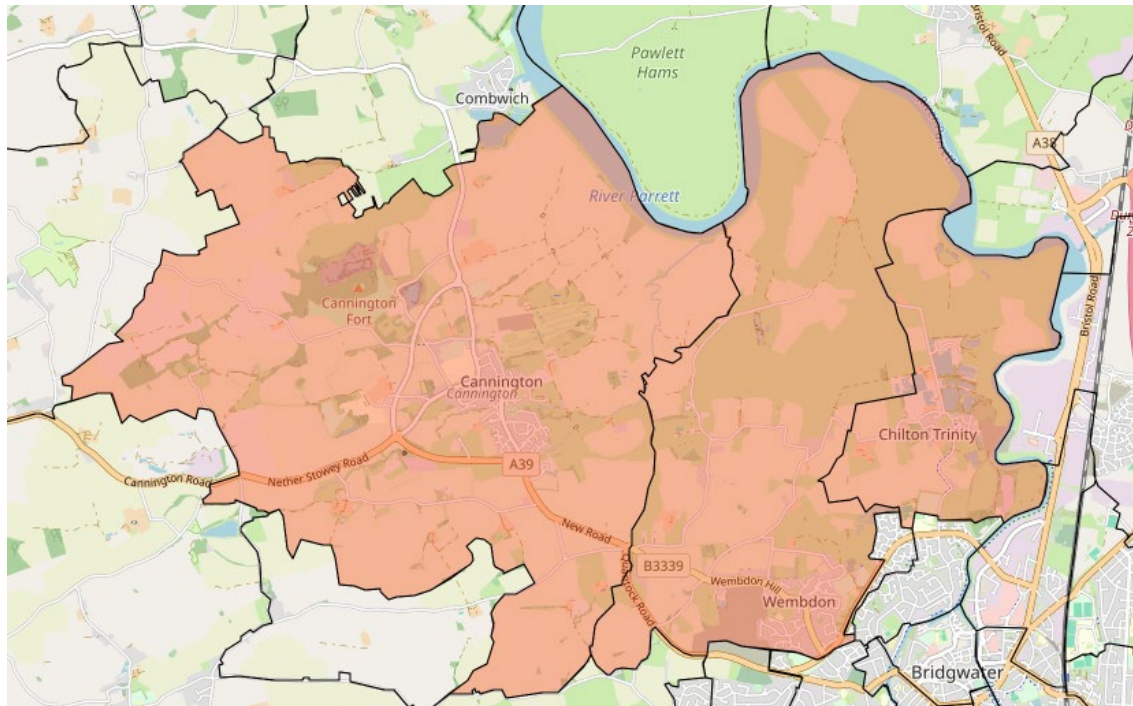 Pawlett
Hams
Bristol Road
Combwich
A38
River Parrett
Cannington
Fort
Cannington
Cannington
Bristol Road
Chilton Trinity
A39
Nether Stowey Road
Cannington Road
New Road
B3339
Quantock Road
Wembdon Hill
Wembdon
Bridgwater